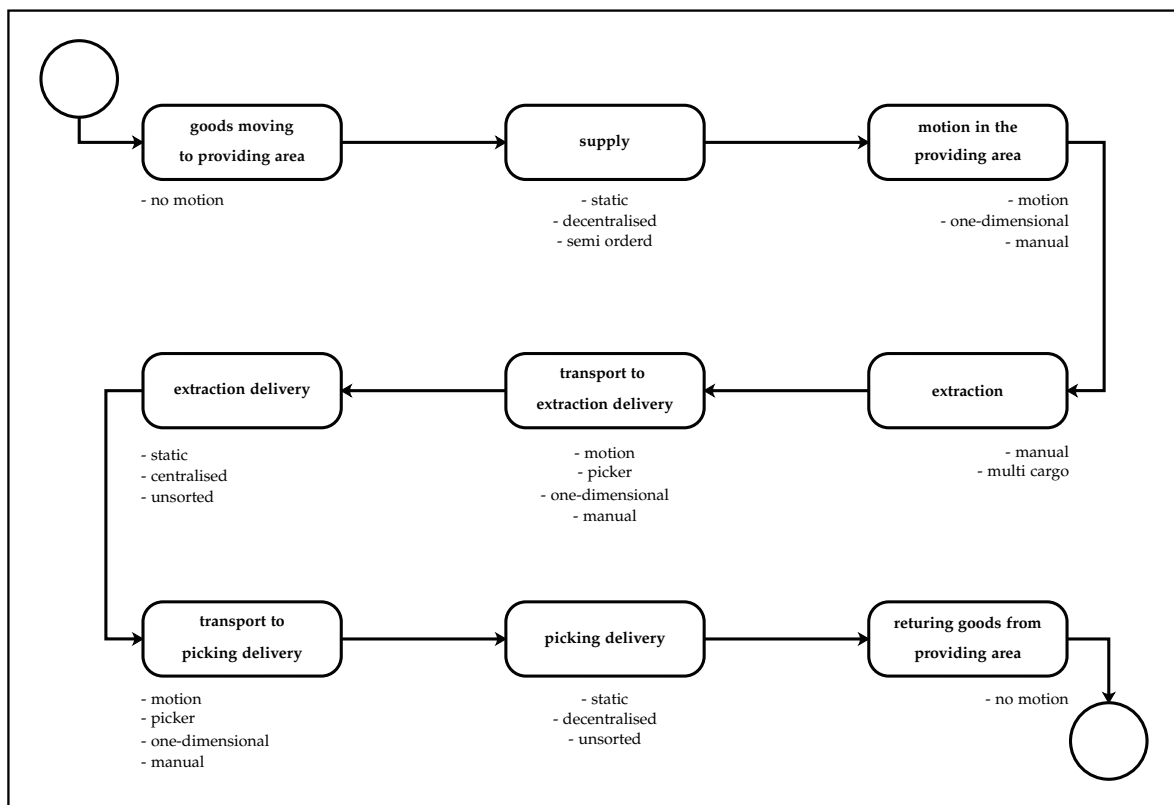 goods moving
to providing area
- no motion
supply
- static
- decentralised
- semi orderd
motion in the
providing area
- motion
- one-dimensional
- manual
extraction
- manual
- multi cargo
transport to
extraction delivery
- motion
- picker
- one-dimensional
- manual
extraction delivery
- static
- centralised
- unsorted
transport to
picking delivery
- motion
- picker
- one-dimensional
- manual
picking delivery
- static
- decentralised
- unsorted
returing goods from
providing area
- no motion